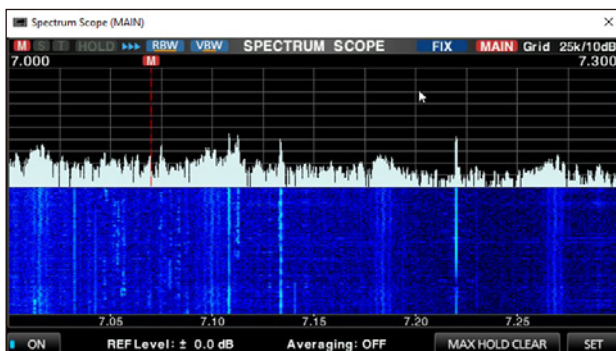 Spectrum Scope (MAIN)
M S T HOLD RBW VBW SPECTRUM SCOPE FIX MAIN Grid 25k/10dB
7.000 M 7.300
7.05 7.10 7.15 7.20 7.25
ON REF Level: ± 0.0 dB Averaging: OFF MAX HOLD CLEAR SET